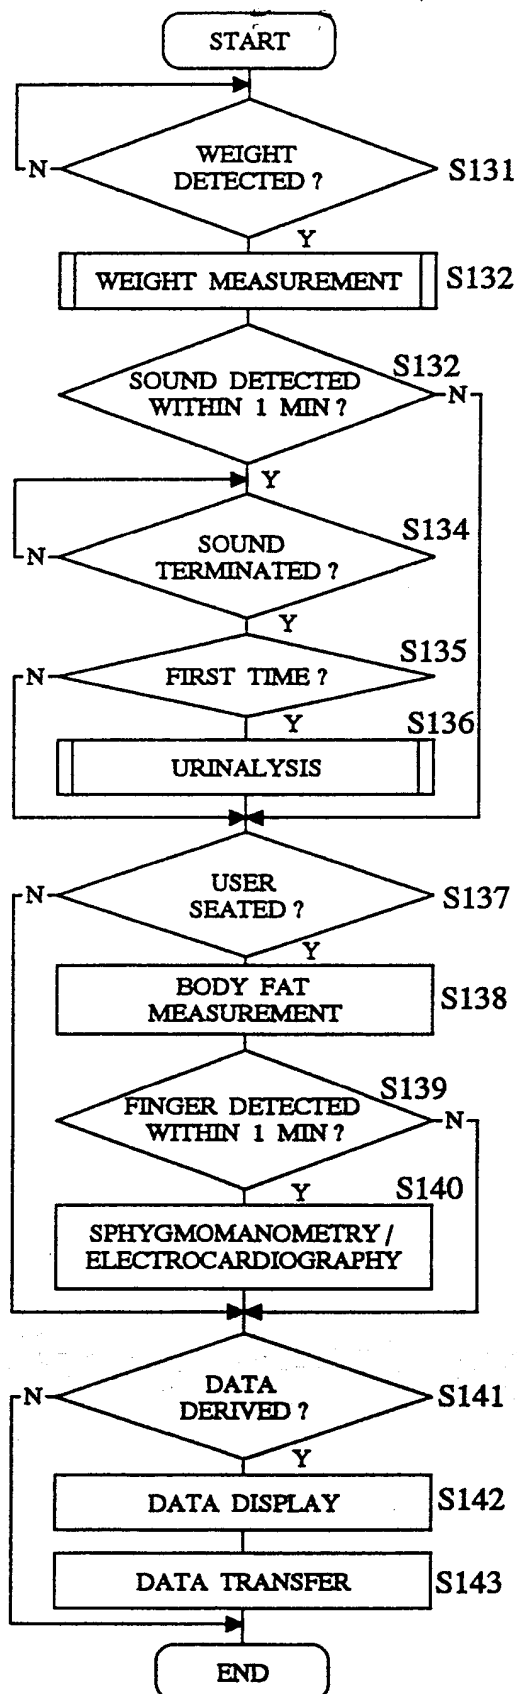 START
WEIGHT
DETECTED ?
N
S131
Y
WEIGHT MEASUREMENT
S132
S132
SOUND DETECTED
WITHIN 1 MIN ?
N
Y
S134
SOUND
TERMINATED ?
N
Y
S135
FIRST TIME ?
N
Y
S136
URINALYSIS
USER
SEATED ?
N
S137
Y
BODY FAT
MEASUREMENT
S138
S139
FINGER DETECTED
WITHIN 1 MIN ?
N
Y
S140
SPHYGMOMANOMETRY /
ELECTROCARDIOGRAPHY
DATA
DERIVED ?
N
S141
Y
DATA DISPLAY
S142
DATA TRANSFER
S143
END